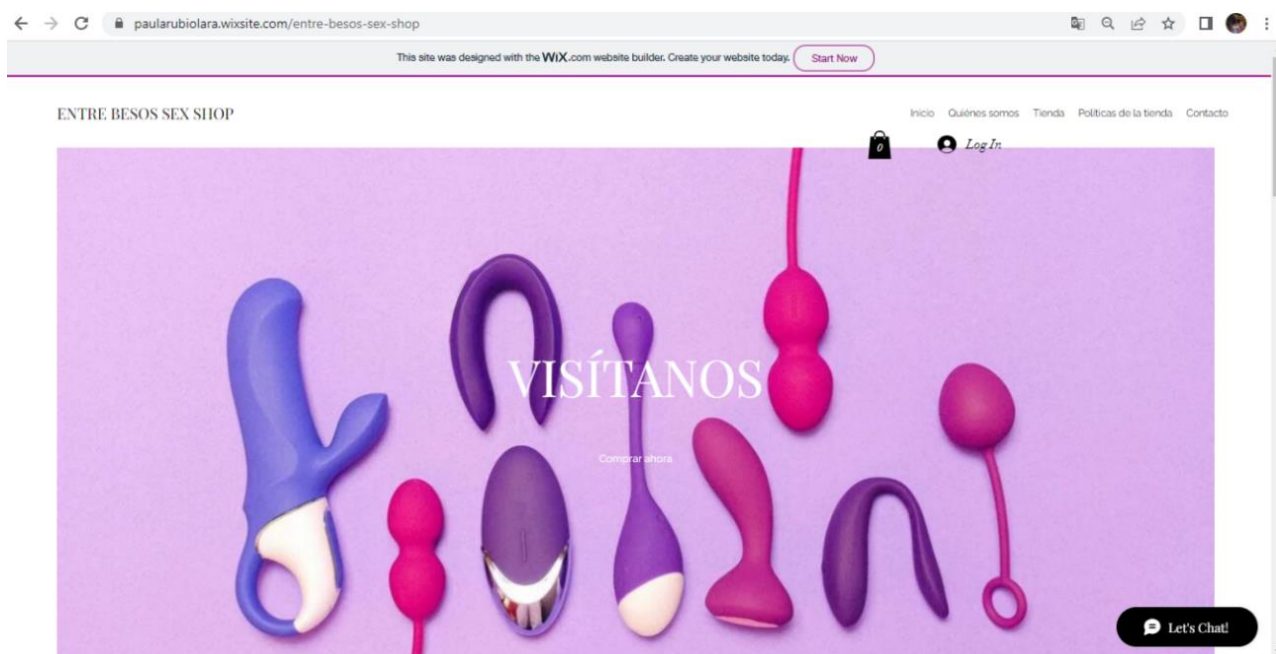 paularubiolara.wixsite.com/entre-besos-sex-shop
This site was designed with the WiX.com website builder. Create your website today. Start Now
ENTRE BESOS SEX SHOP
Inicio Quiénes somos Tienda Políticas de la tienda Contacto
0 Log In
VISÍTANOS
Comprar ahora
Let's Chat!